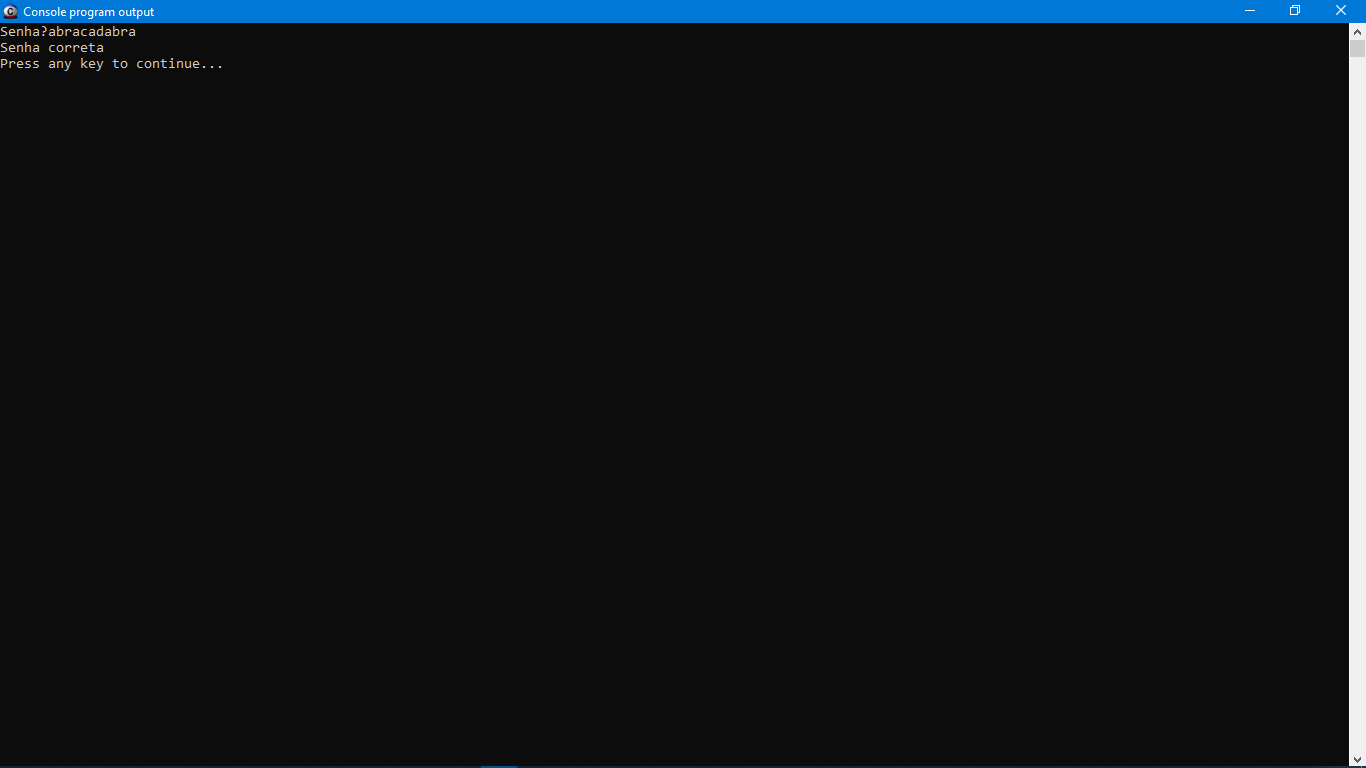 Console program output
Senha?abracadabra
Senha correta
Press any key to continue...